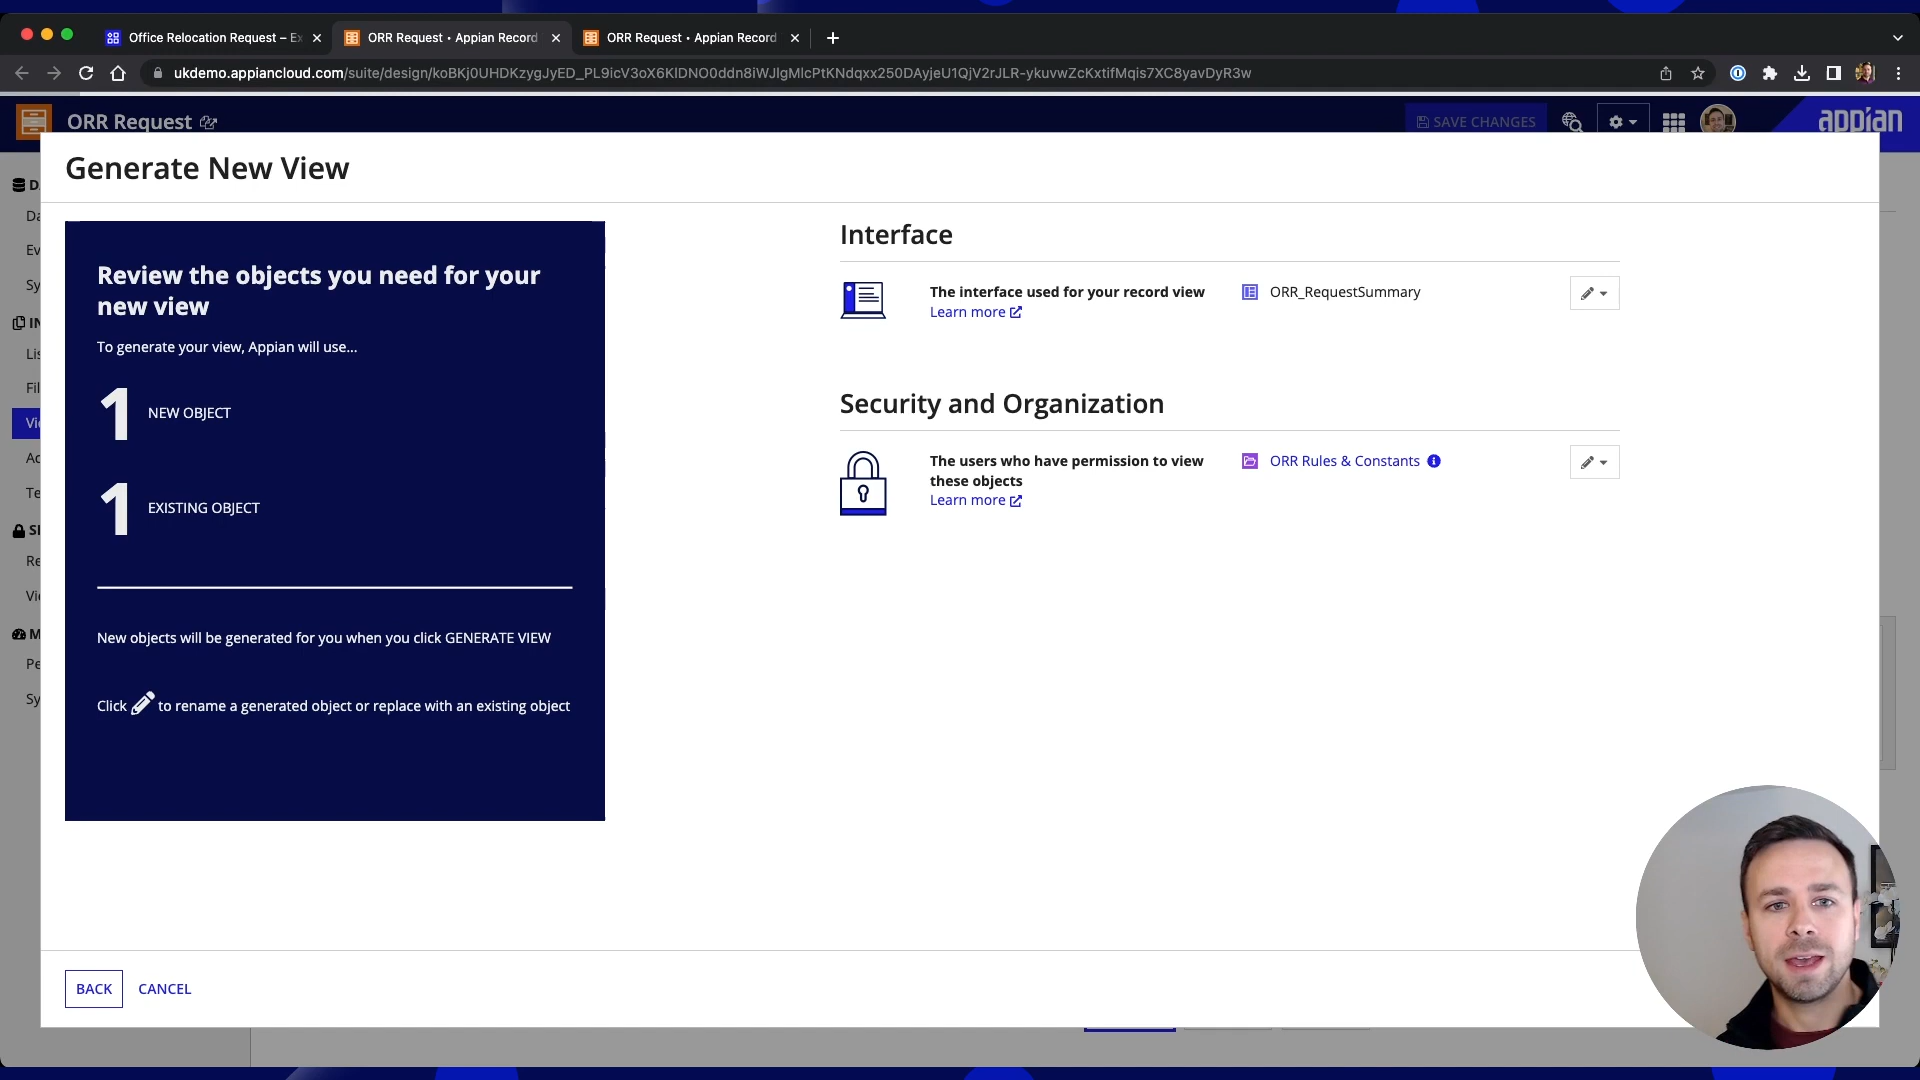 Office Relocation Request – Ex
ORR Request • Appian Record
ORR Request • Appian Record
ukdemo.appiancloud.com/suite/design/koBKj0UHDKzygJyED_PL9icV3oX6KlDNO0ddn8iWJlgMlcPtKNdqxx250DAyjeU1QjV2rJLR-ykuvwZcKxtifMqis7XC8yavDyR3w
ORR Request
SAVE CHANGES
appian
Generate New View
Review the objects you need for your
new view
To generate your view, Appian will use...
1 NEW OBJECT
1 EXISTING OBJECT
New objects will be generated for you when you click GENERATE VIEW
Click to rename a generated object or replace with an existing object
Interface
The interface used for your record view
Learn more
ORR_RequestSummary
Security and Organization
The users who have permission to view
these objects
Learn more
ORR Rules & Constants
BACK
CANCEL